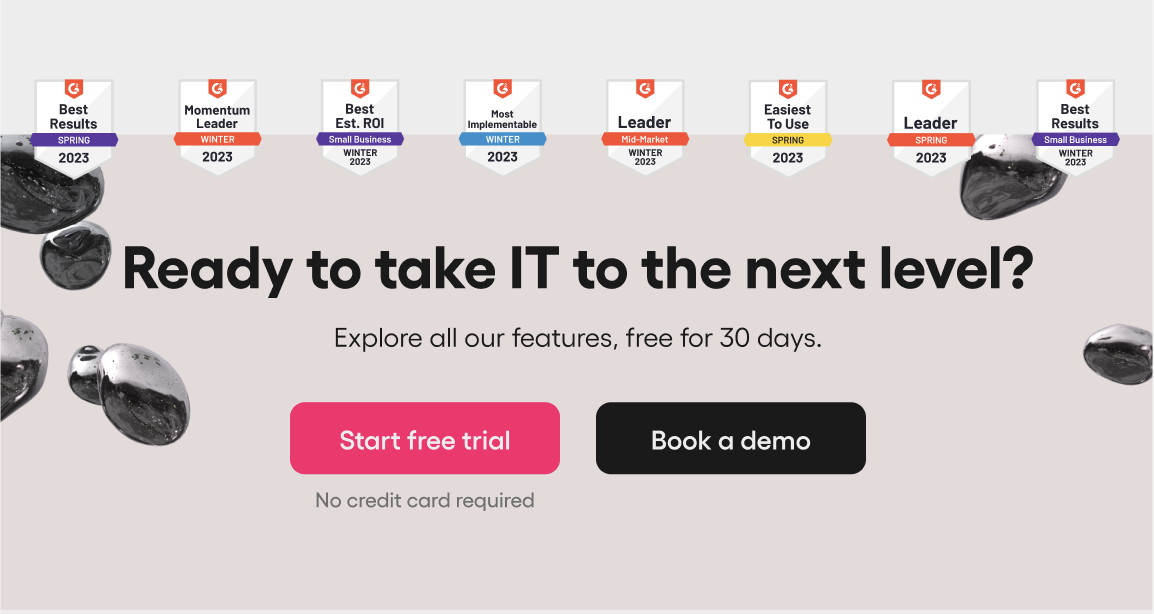 Best
Results
SPRING
2023
Momentum
Leader
WINTER
2023
Best
Est. ROI
Small Business
WINTER
2023
Most
Implementable
WINTER
2023
Leader
Mid-Market
WINTER
2023
Easiest
To Use
SPRING
2023
Leader
SPRING
2023
Best
Results
Small Business
WINTER
2023
Ready to take IT to the next level?
Explore all our features, free for 30 days.
Start free trial
Book a demo
No credit card required